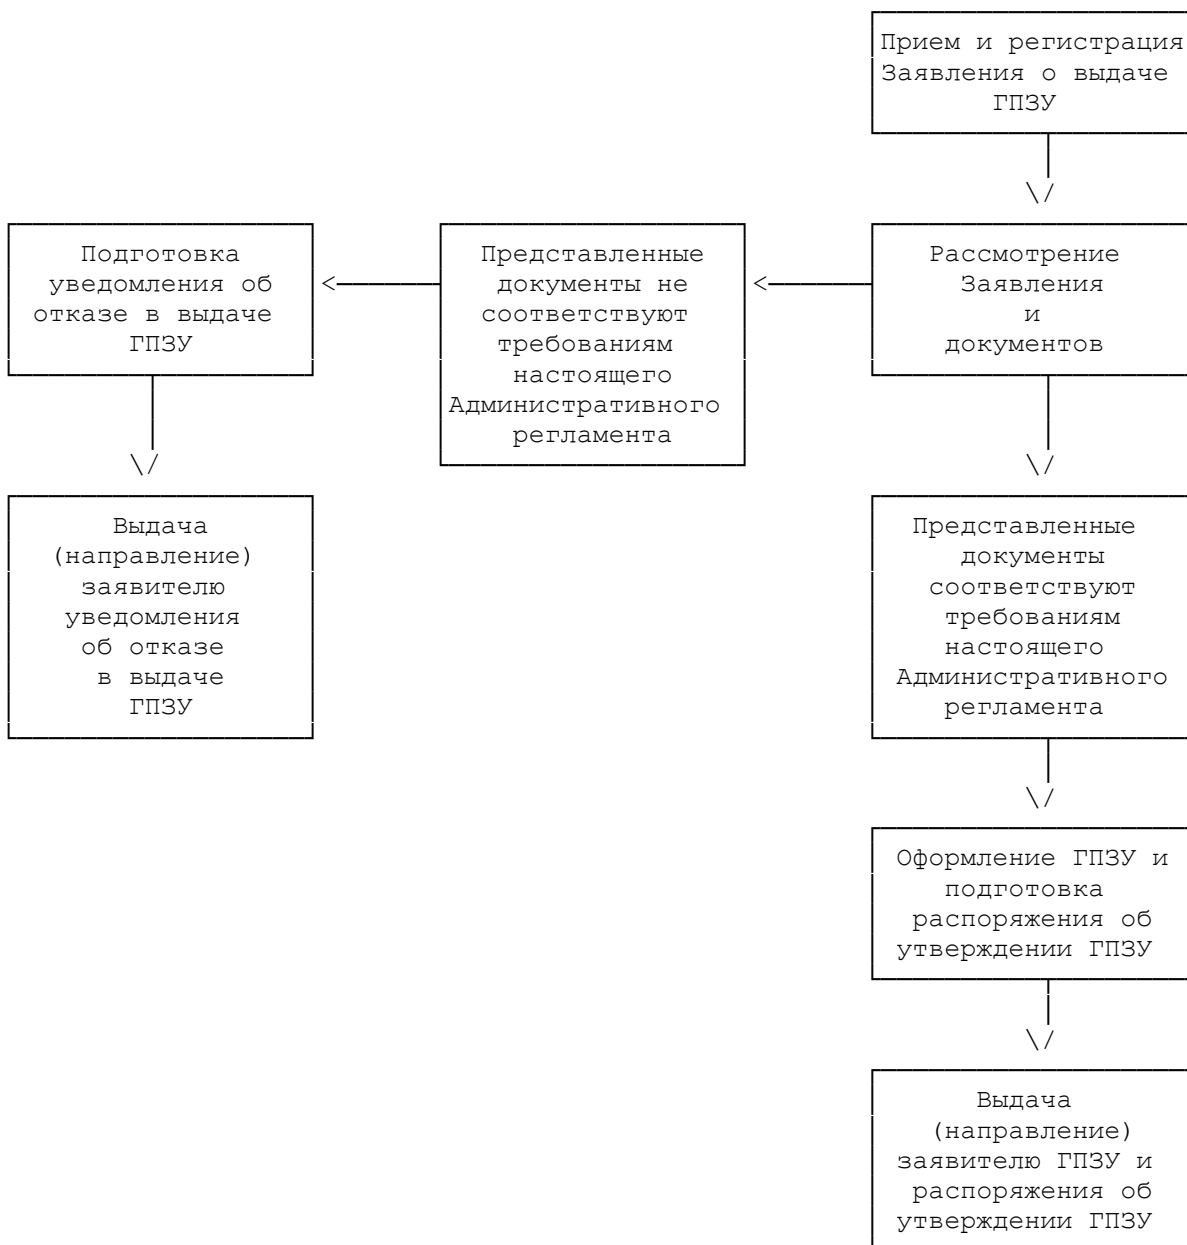 Прием и регистрация
Заявления о выдаче
ГПЗУ
Подготовка
уведомления об
отказе в выдаче
ГПЗУ
Представленные
документы не
соответствуют
требованиям
настоящего
Административного
регламента
Рассмотрение
Заявления
и
документов
Выдача
(направление)
заявителю
уведомления
об отказе
в выдаче
ГПЗУ
Представленные
документы
соответствуют
требованиям
настоящего
Административного
регламента
Оформление ГПЗУ и
подготовка
распоряжения об
утверждении ГПЗУ
Выдача
(направление)
заявителю ГПЗУ и
распоряжения об
утверждении ГПЗУ